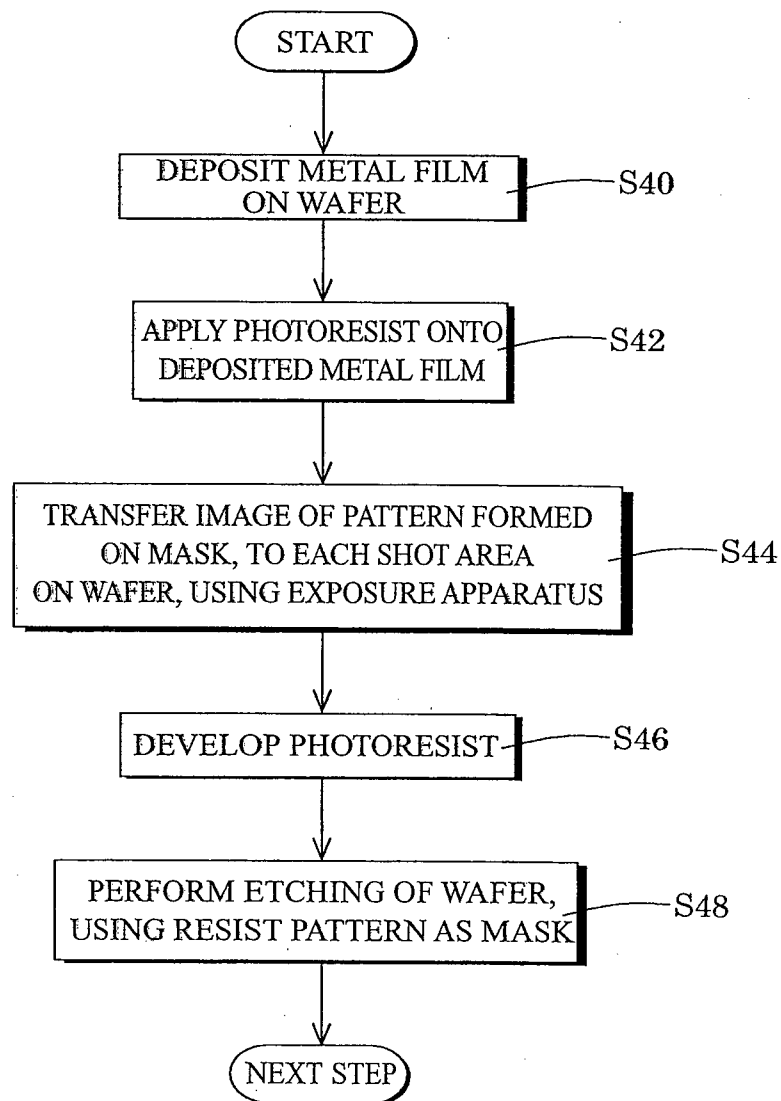 START
DEPOSIT METAL FILM
ON WAFER
S40
APPLY PHOTORESIST ONTO
DEPOSITED METAL FILM
S42
TRANSFER IMAGE OF PATTERN FORMED
ON MASK, TO EACH SHOT AREA
ON WAFER, USING EXPOSURE APPARATUS
S44
DEVELOP PHOTORESIST
S46
PERFORM ETCHING OF WAFER,
USING RESIST PATTERN AS MASK
S48
NEXT STEP